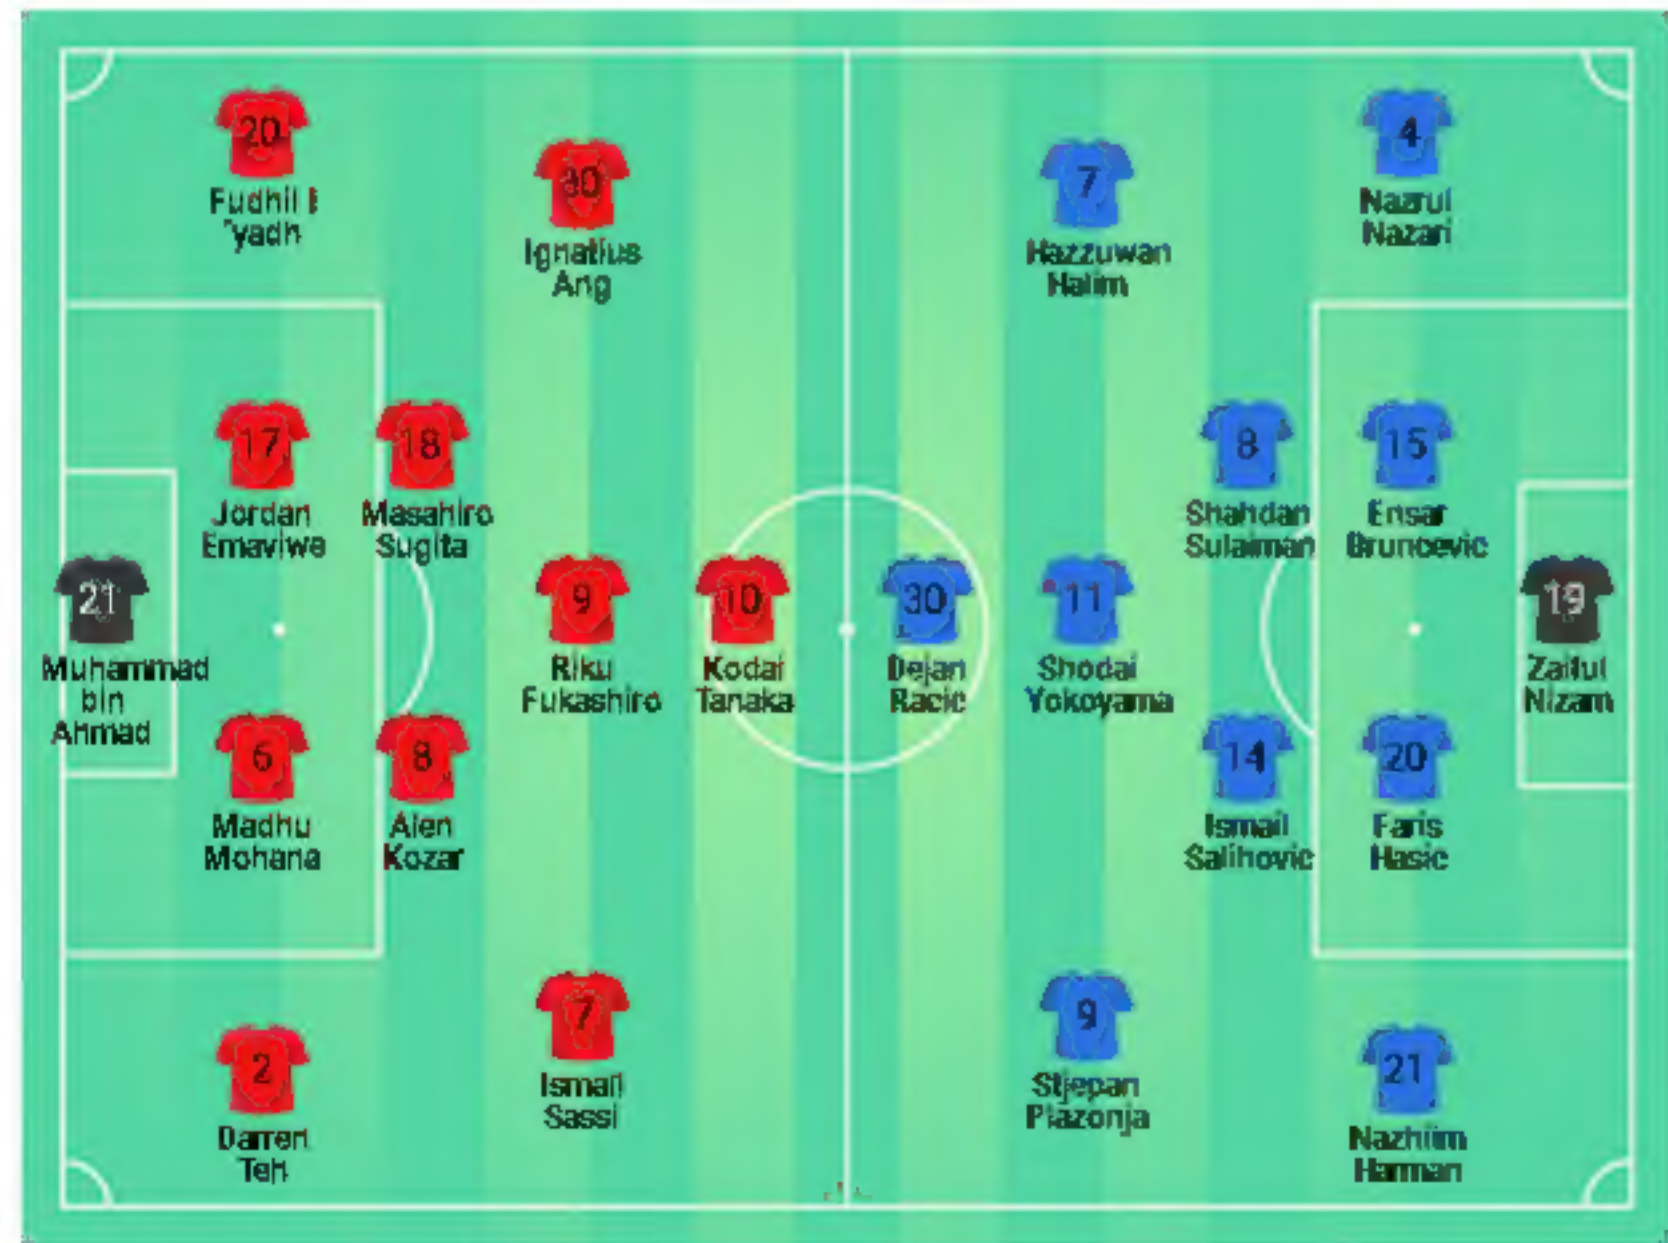 20
Fudhil I
'yadh
Ignatius
Ang
7
Hazzuwan
Halim
4
Nazrul
Nazari
17
Jordan
Emaviwe
18
Masahiro
Sugita
8
Shahdan
Sulaiman
15
Ensar
Bruncevic
21
Muhammad
bin
Ahmad
9
Riku
Fukashiro
10
Kodai
Tanaka
30
Dejan
Racic
11
Shodai
Yokoyama
19
Zaiful
Nizam
6
Madhu
Mohana
8
Alen
Kozar
14
Ismail
Salihovic
20
Faris
Hasic
2
Darren
Teh
7
Ismail
Sassi
9
Stjepan
Plazonja
21
Nazhiim
Harman